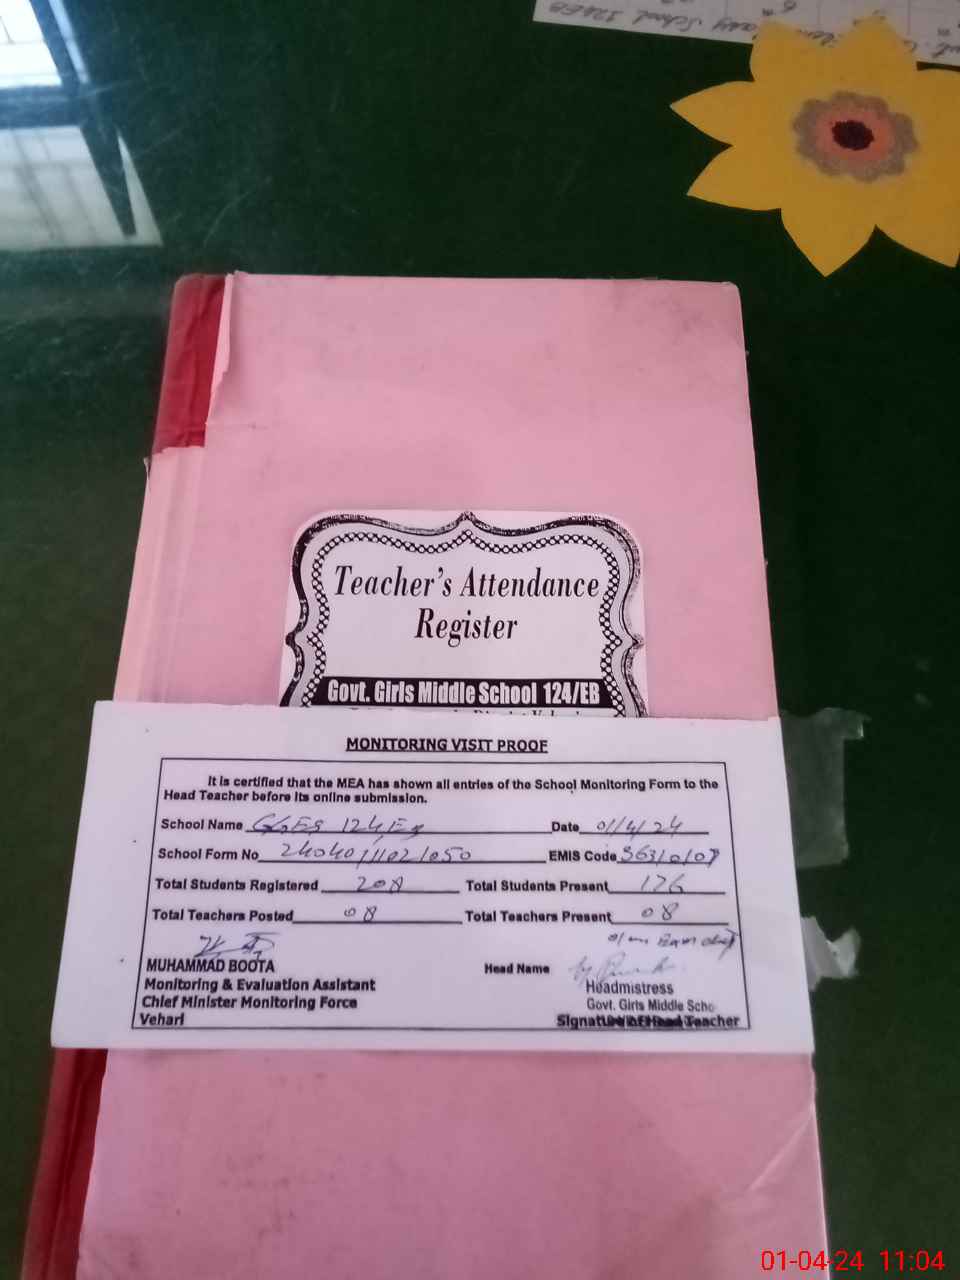 School 124EB
Teacher's Attendance
Register
Govt. Girls Middle School 124/EB
MONITORING VISIT PROOF
It is certified that the MEA has shown all entries of the School Monitoring Form to the
Head Teacher before its online submission.
School Name GGES 124/EB Date 01/4/24
School Form No EMIS Code
Total Students Registered 208 Total Students Present 176
Total Teachers Posted 08 Total Teachers Present 08
MUHAMMAD BOOTA
Head Name
Monitoring & Evaluation Assistant
Headmistress
Chief Minister Monitoring Force
Govt. Girls Middle Scho
Vehari
Signature of Head Teacher
01-04-24 11:04